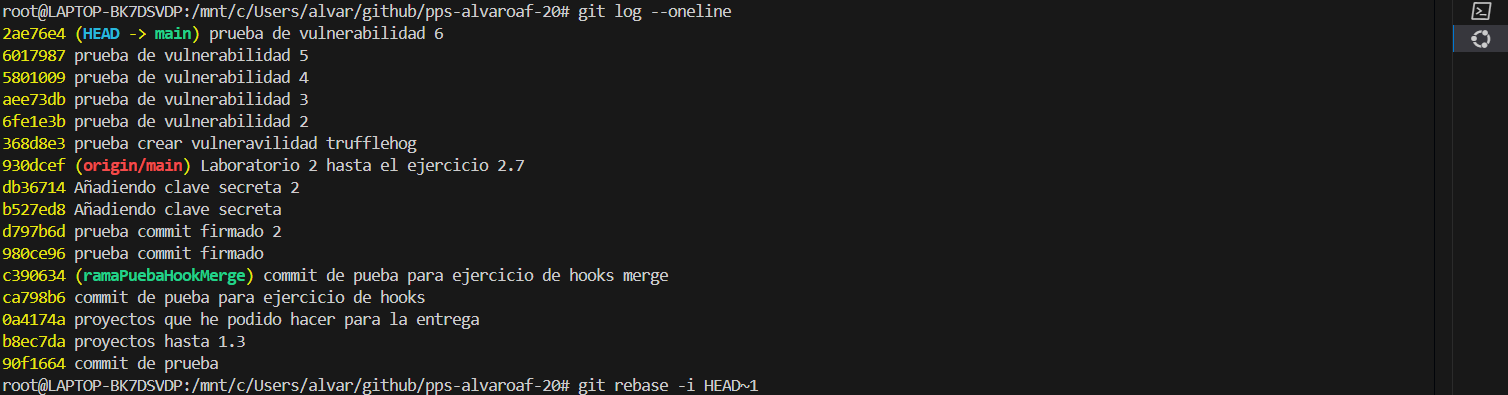 root@LAPTOP-BK7DSVDP:/mnt/c/Users/alvar/github/pps-alvaroaf-20# git log --oneline
2ae76e4 (HEAD -> main) prueba de vulnerabilidad 6
6017987 prueba de vulnerabilidad 5
5801009 prueba de vulnerabilidad 4
aee73db prueba de vulnerabilidad 3
6fe1e3b prueba de vulnerabilidad 2
368d8e3 prueba crear vulneravilidad trufflehog
930dcef (origin/main) Laboratorio 2 hasta el ejercicio 2.7
db36714 Añadiendo clave secreta 2
b527ed8 Añadiendo clave secreta
d797b6d prueba commit firmado 2
980ce96 prueba commit firmado
c390634 (ramaPuebaHookMerge) commit de pueba para ejercicio de hooks merge
ca798b6 commit de pueba para ejercicio de hooks
0a4174a proyectos que he podido hacer para la entrega
b8ec7da proyectos hasta 1.3
90f1664 commit de prueba
root@LAPTOP-BK7DSVDP:/mnt/c/Users/alvar/github/pps-alvaroaf-20# git rebase -i HEAD~1